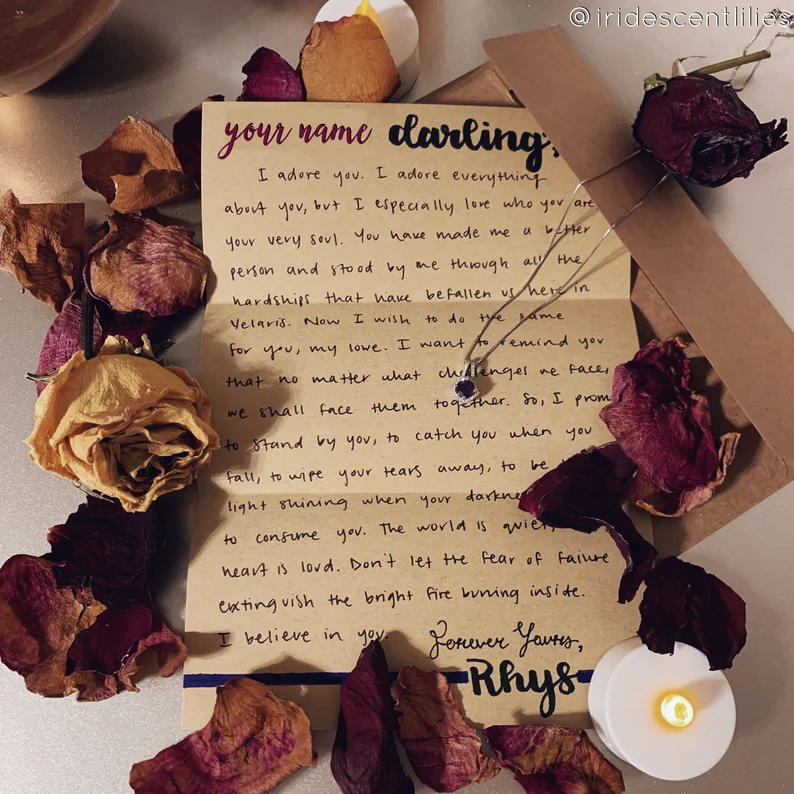 @iridescentlilies
your name darling,
I adore you. I adore everything
about you, but I especially love who you are
your very soul. You have made me a better
person and stood by me through all the
hardships that have befallen us here in
Velaris. Now I wish to do the same
for you, my love. I want to remind you
that no matter what challenges we face,
we shall face them together. So, I prom
to stand by you, to catch you when you
fall, to wipe your tears away, to be
light shining when your darkne
to consume you. The world is quiet,
heart is loud. Don't let the fear of failure
extinguish the bright fire burning inside.
I believe in you. Forever Yours,
Rhys